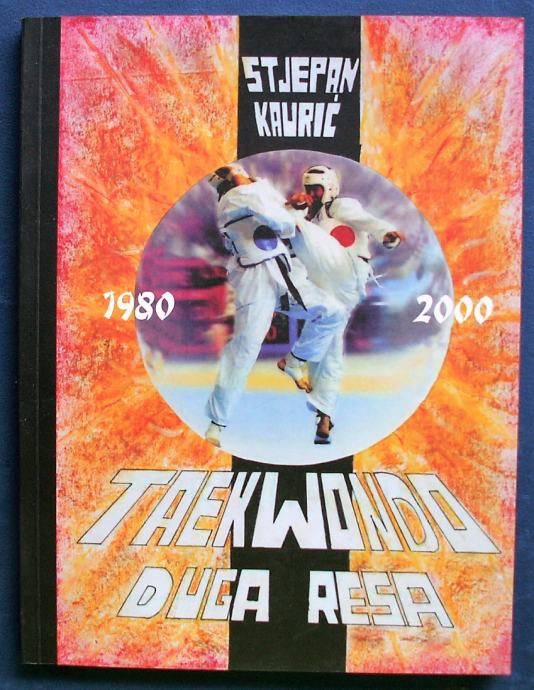 STJEPAN
KAURIĆ
1980 2000
TAEKWONDO
DUGA RESA